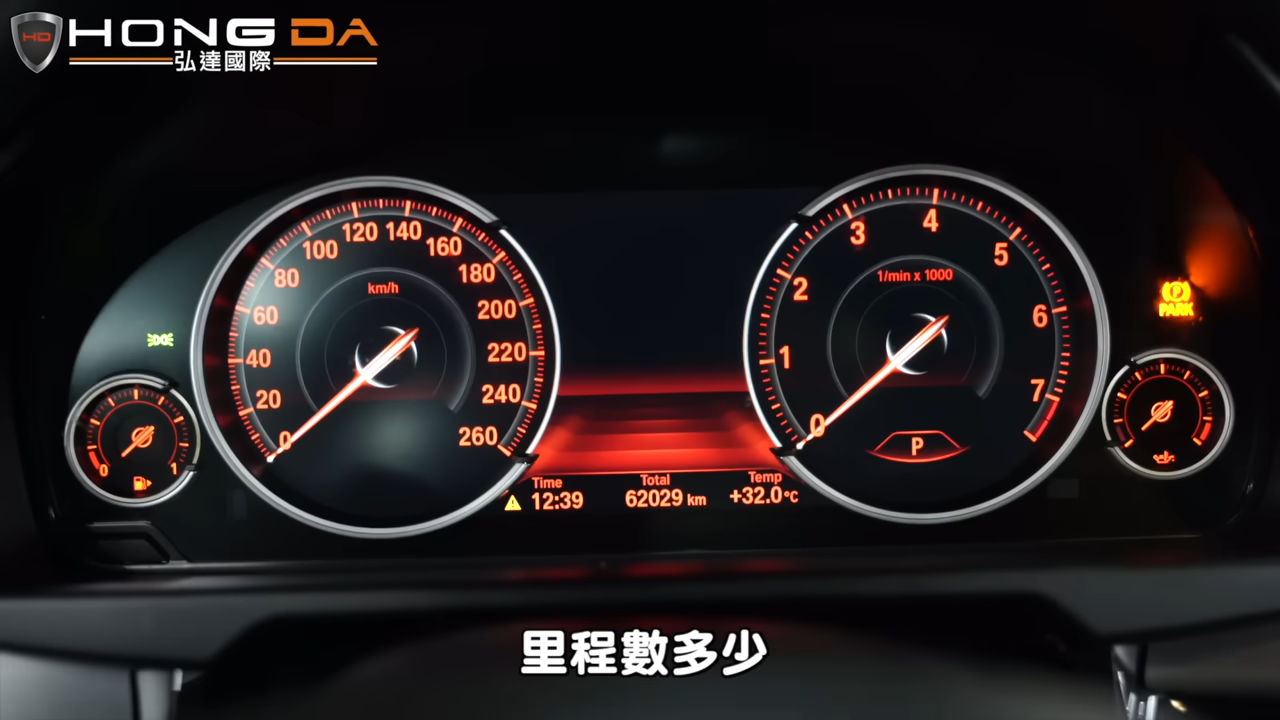 HD
HONG DA
弘達國際
km/h
0 20 40 60 80 100 120 140 160 180 200 220 240 260
1/min x 1000
0 1 2 3 4 5 6 7
P
PARK
P
0 1
Time
12:39
Total
62029 km
Temp
+32.0°C
里程數多少